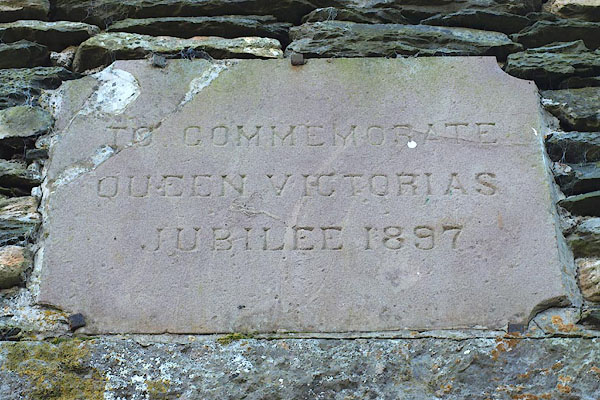 TO COMMEMORATE
QUEEN VICTORIAS
JUBILEE 1897